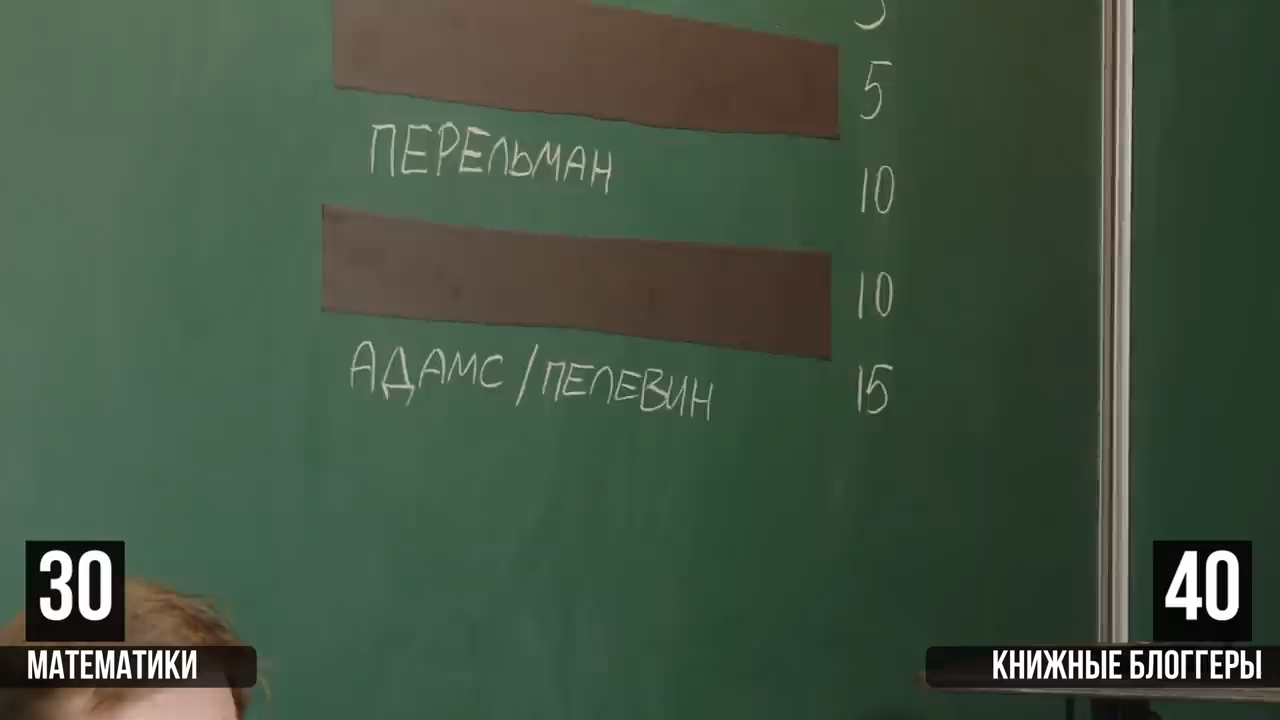 5
ПЕРЕЛЬМАН 10
10
АДАМС/ПЕЛЕВИН 15
30
МАТЕМАТИКИ
40
КНИЖНЫЕ БЛОГГЕРЫ